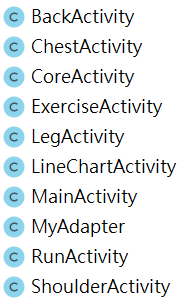 C BackActivity
C ChestActivity
C CoreActivity
C ExerciseActivity
C LegActivity
C LineChartActivity
C MainActivity
C MyAdapter
C RunActivity
C ShoulderActivity